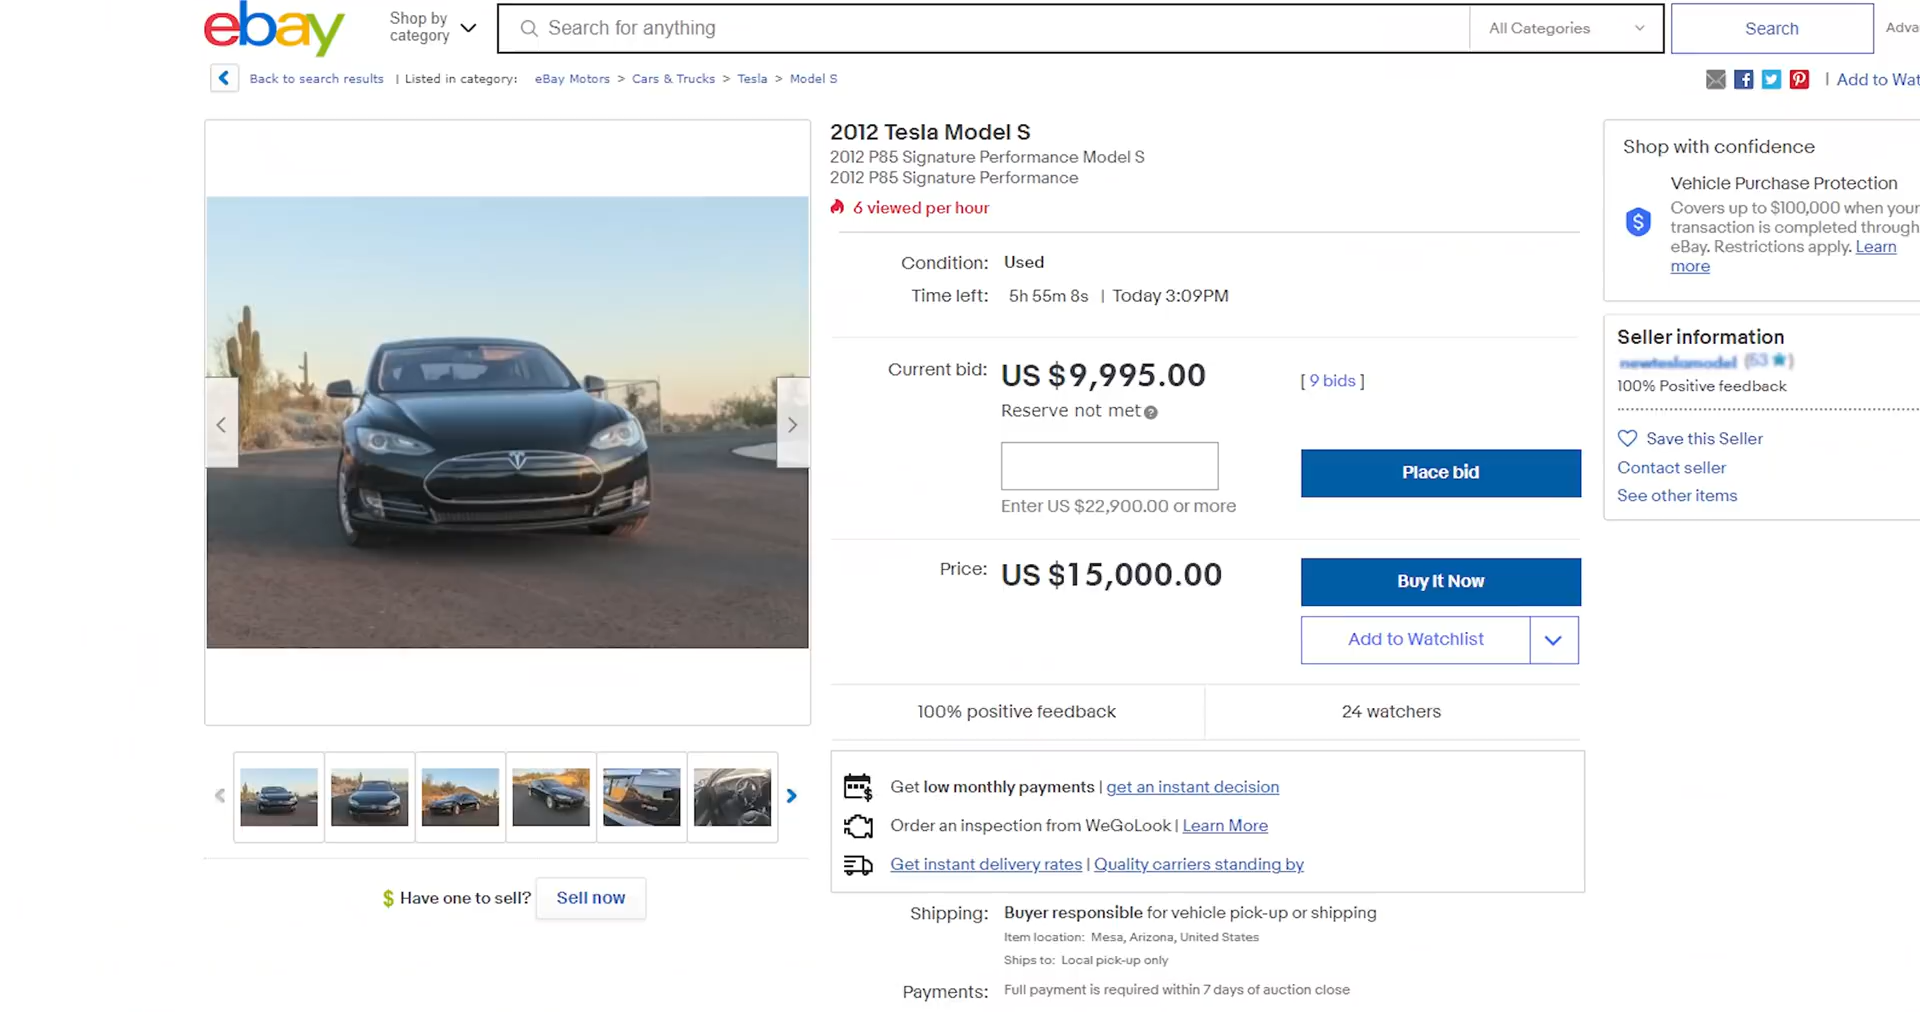 ebay
Shop by
category
Search for anything
All Categories
Search
Adva
Back to search results | Listed in category: eBay Motors > Cars & Trucks > Tesla > Model S
| Add to Wat
2012 Tesla Model S
2012 P85 Signature Performance Model S
2012 P85 Signature Performance
6 viewed per hour
Condition: Used
Time left: 5h 55m 8s | Today 3:09PM
Current bid: US $9,995.00 [ 9 bids ]
Reserve not met
Place bid
Enter US $22,900.00 or more
Price: US $15,000.00
Buy It Now
Add to Watchlist
100% positive feedback
24 watchers
Get low monthly payments | get an instant decision
Order an inspection from WeGoLook | Learn More
Get instant delivery rates | Quality carriers standing by
Shipping: Buyer responsible for vehicle pick-up or shipping
Item location: Mesa, Arizona, United States
Ships to: Local pick-up only
Payments: Full payment is required within 7 days of auction close
$ Have one to sell? Sell now
Shop with confidence
Vehicle Purchase Protection
Covers up to $100,000 when your
transaction is completed through
eBay. Restrictions apply. Learn
more
Seller information
100% Positive feedback
Save this Seller
Contact seller
See other items